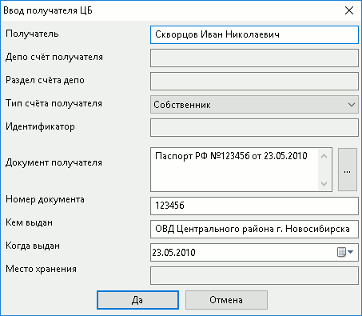 Ввод получателя ЦБ
Получатель Скворцов Иван Николаевич
Депо счёт получателя
Раздел счёта депо
Тип счёта получателя Собственник
Идентификатор
Документ получателя Паспорт РФ №123456 от 23.05.2010 ...
Номер документа 123456
Кем выдан ОВД Центрального района г. Новосибирска
Когда выдан 23.05.2010
Место хранения
Да Отмена